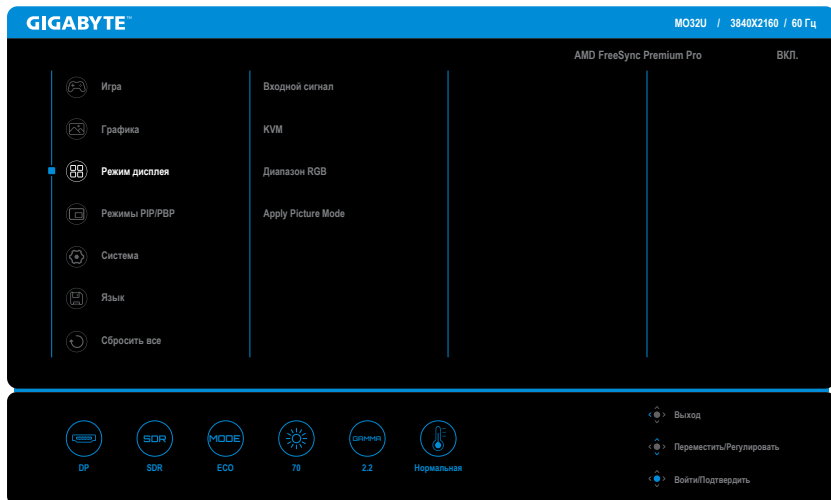 GIGABYTE™
MO32U / 3840X2160 / 60 Гц
AMD FreeSync Premium Pro ВКЛ.
Игра
Графика
Режим дисплея
Режимы PIP/PBP
Система
Язык
Сбросить все
Входной сигнал
KVM
Диапазон RGB
Apply Picture Mode
SDR
MODE
GAMMA
DP
SDR
ECO
70
2.2
Нормальная
Выход
Переместить/Регулировать
Войти/Подтвердить